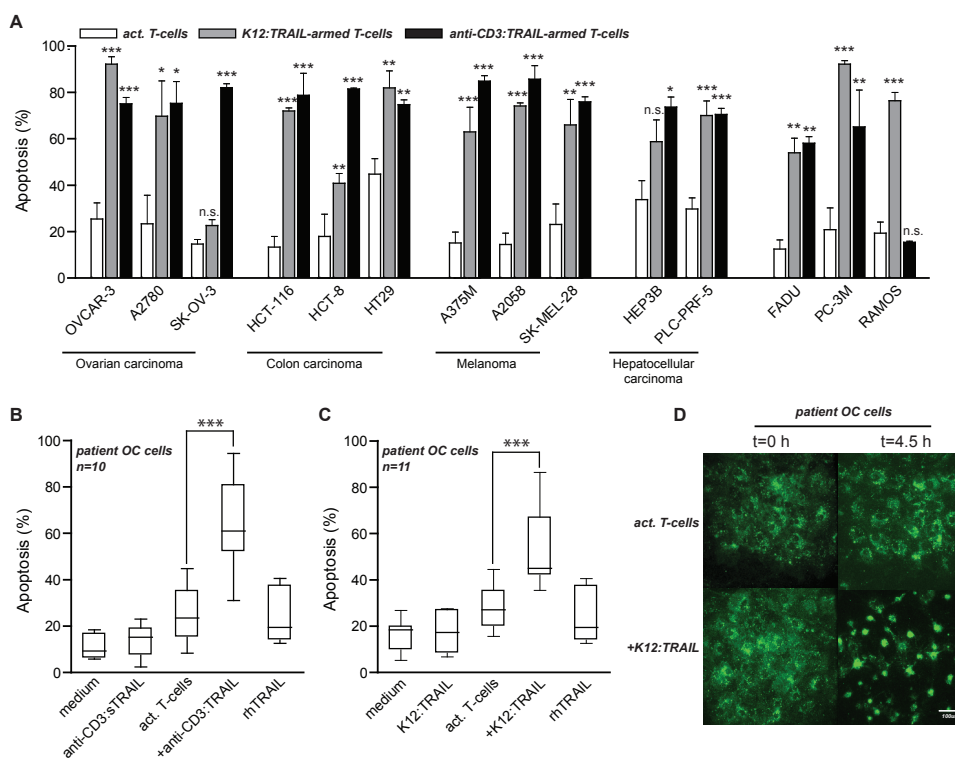 A
act. T-cells K12:TRAIL-armed T-cells anti-CD3:TRAIL-armed T-cells
Apoptosis (%)
100
80
60
40
20
0
*** *** * * n.s. ***
*** *** ** *** ** **
*** *** *** *** ** ***
n.s. * *** ***
** ** *** ** *** n.s.
OVCAR-3 A2780 SK-OV-3 HCT-116 HCT-8 HT29 A375M A2058 SK-MEL-28 HEP3B PLC-PRF-5 FADU PC-3M RAMOS
Ovarian carcinoma Colon carcinoma Melanoma Hepatocellular
carcinoma
B
patient OC cells
n=10
***
Apoptosis (%)
100
80
60
40
20
0
medium anti-CD3:sTRAIL act. T-cells +anti-CD3:TRAIL rhTRAIL
C
patient OC cells
n=11
***
Apoptosis (%)
100
80
60
40
20
0
medium K12:TRAIL act. T-cells +K12:TRAIL rhTRAIL
D
patient OC cells
t=0 h t=4.5 h
act. T-cells
+K12:TRAIL